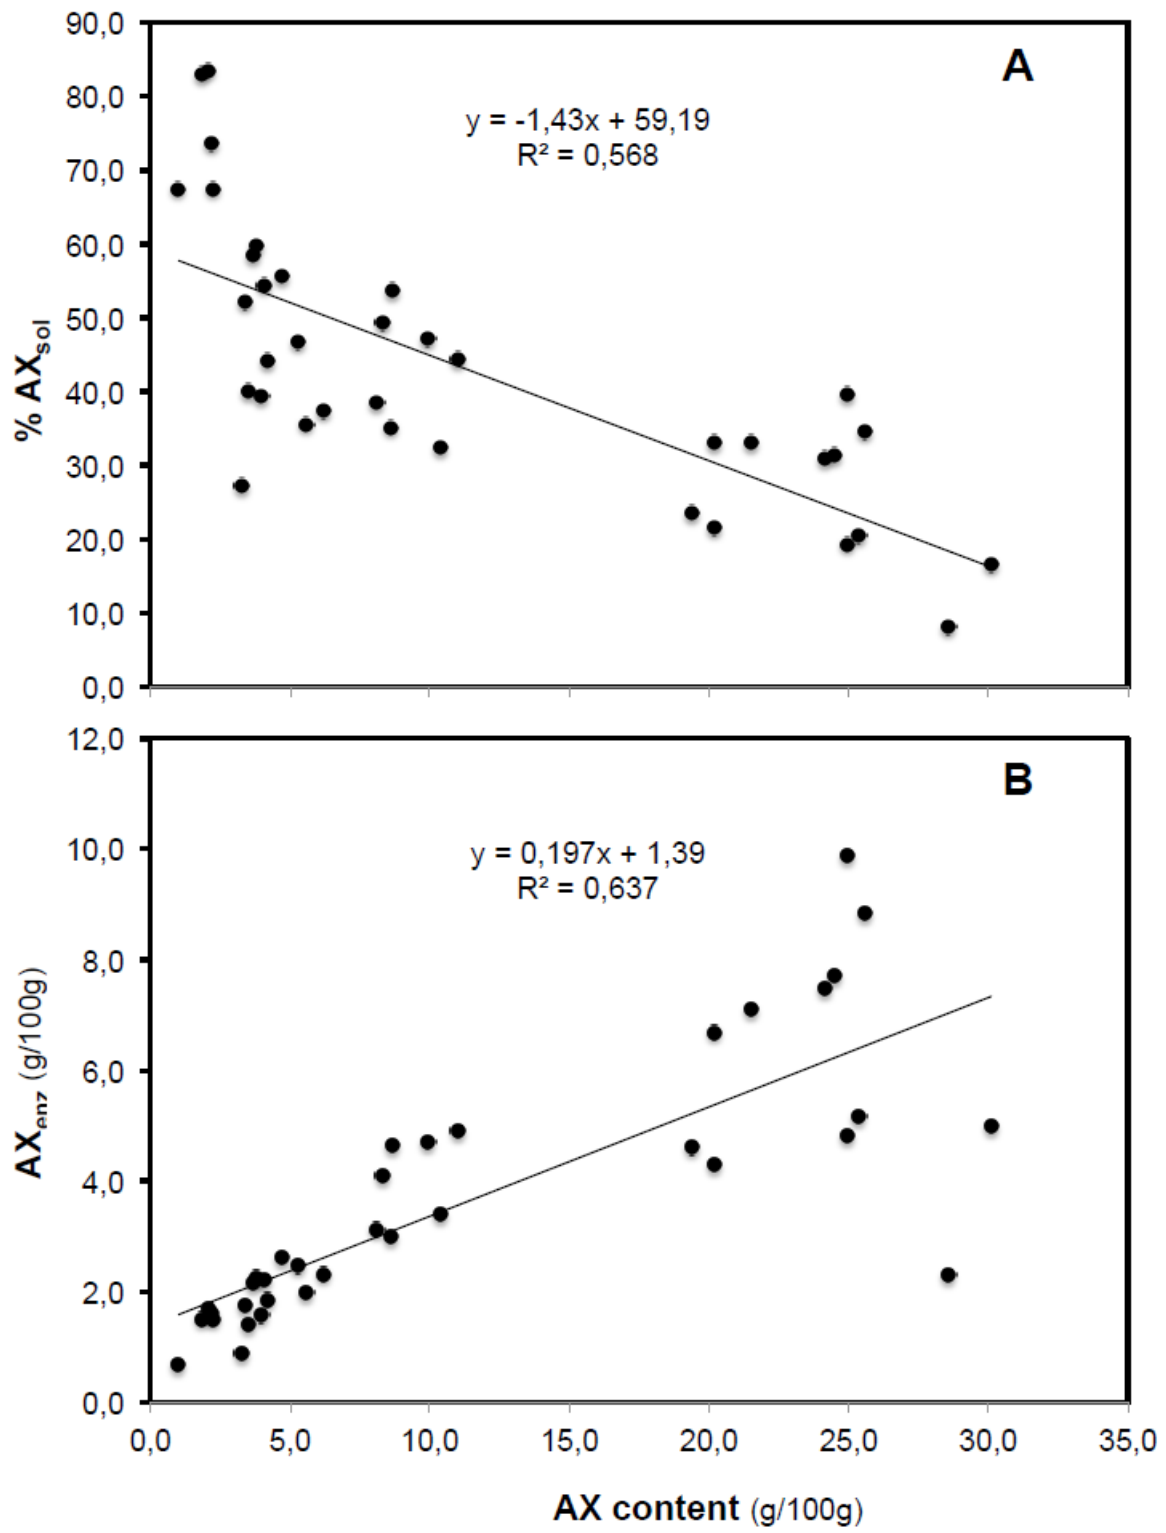 90,0
A
80,0
y = -1,43x + 59,19
R² = 0,568
70,0
60,0
50,0
% AXsol
40,0
30,0
20,0
10,0
0,0
12,0
B
10,0
y = 0,197x + 1,39
R² = 0,637
8,0
AXenz (g/100g)
6,0
4,0
2,0
0,0
0,0 5,0 10,0 15,0 20,0 25,0 30,0 35,0
AX content (g/100g)